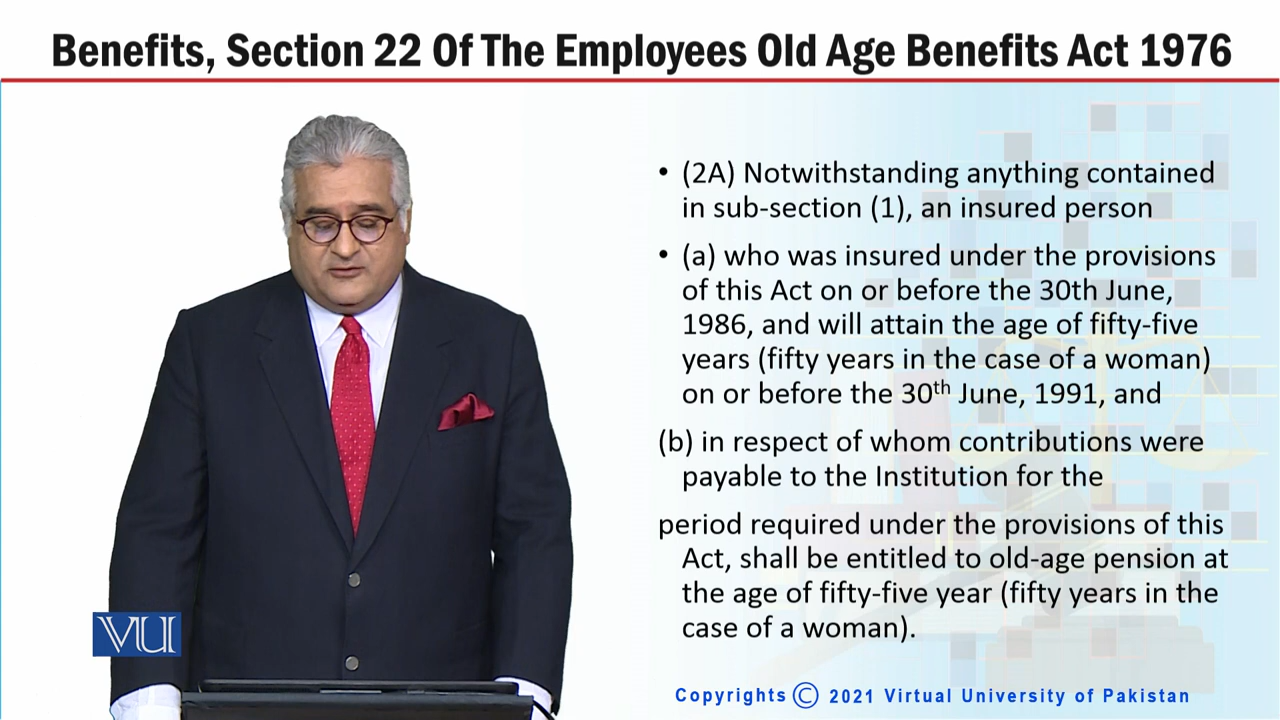 Benefits, Section 22 Of The Employees Old Age Benefits Act 1976
• (2A) Notwithstanding anything contained
in sub-section (1), an insured person
• (a) who was insured under the provisions
of this Act on or before the 30th June,
1986, and will attain the age of fifty-five
years (fifty years in the case of a woman)
on or before the 30th June, 1991, and
(b) in respect of whom contributions were
payable to the Institution for the
period required under the provisions of this
Act, shall be entitled to old-age pension at
the age of fifty-five year (fifty years in the
case of a woman).
VU
Copyrights © 2021 Virtual University of Pakistan